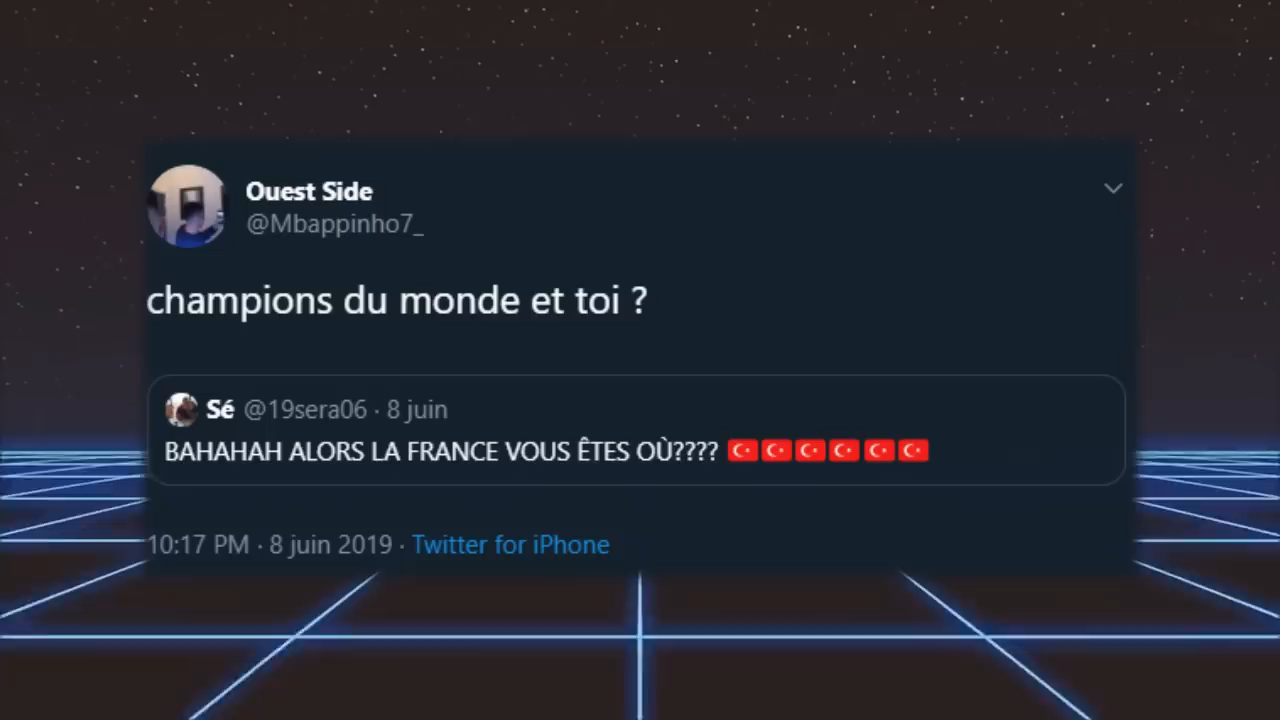 Ouest Side
@Mbappinho7_
champions du monde et toi ?
Sé @19sera06 · 8 juin
BAHAHAH ALORS LA FRANCE VOUS ÊTES OÙ???? 🇹🇷🇹🇷🇹🇷🇹🇷🇹🇷🇹🇷
10:17 PM · 8 juin 2019 · Twitter for iPhone